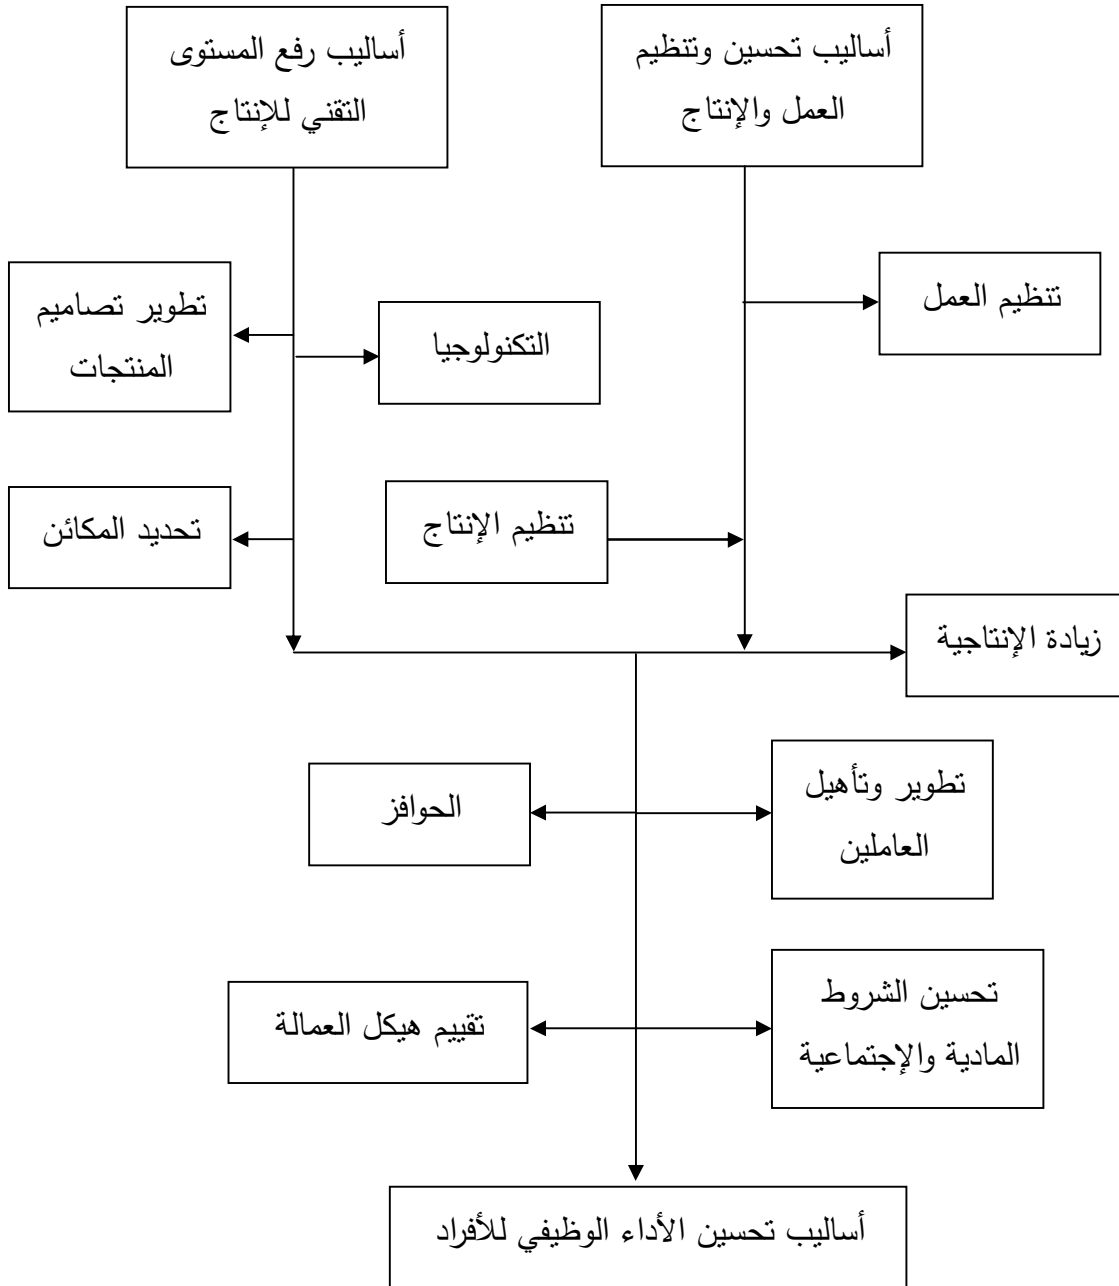 أساليب تحسين وتنظيم
العمل والإنتاج
أساليب رفع المستوى
التقني للإنتاج
تنظيم العمل
التكنولوجيا
تطوير تصاميم
المنتجات
تنظيم الإنتاج
تحديد المكائن
زيادة الإنتاجية
تطوير وتأهيل
العاملين
الحوافز
تحسين الشروط
المادية والإجتماعية
تقييم هيكل العمالة
أساليب تحسين الأداء الوظيفي للأفراد